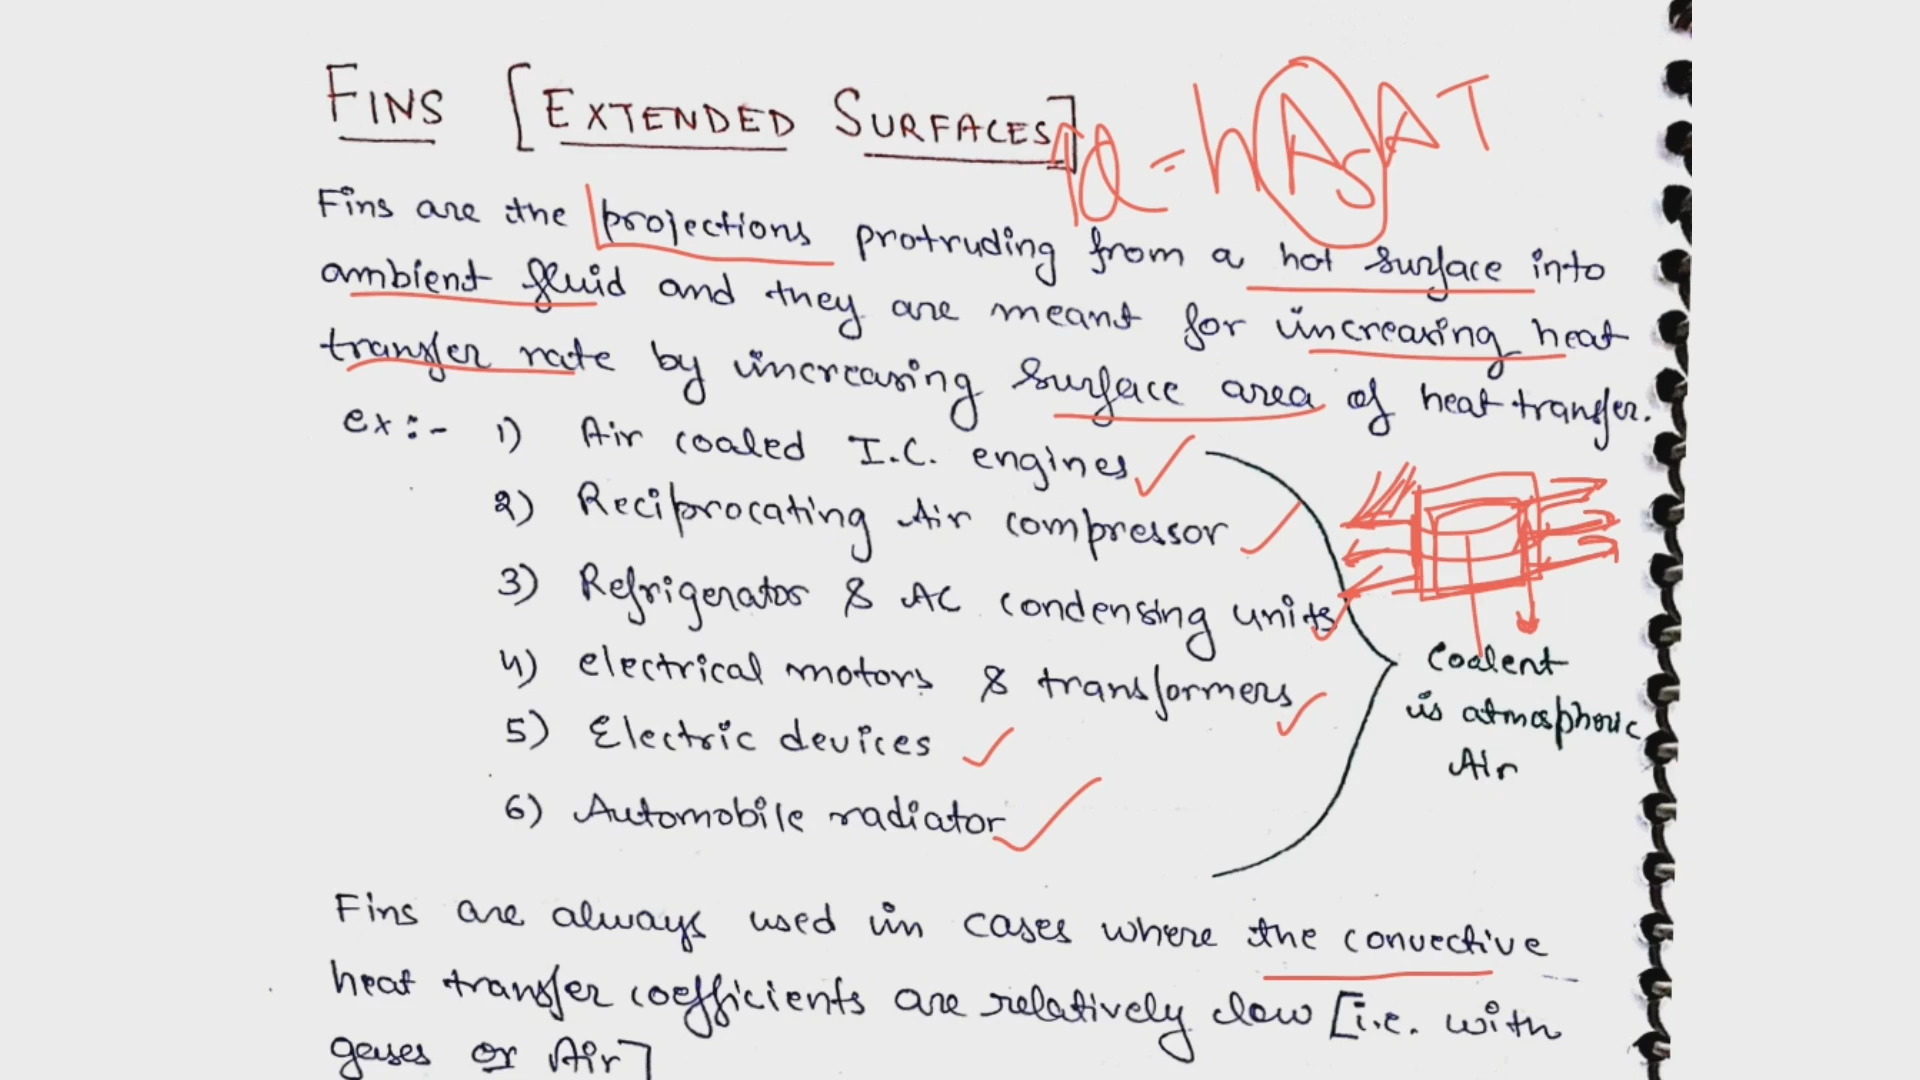 FINS [EXTENDED SURFACES]
↑Q = hAsΔT
Fins are the projections protruding from a hot surface into
ambient fluid and they are meant for increasing heat
transfer rate by increasing surface area of heat transfer.
ex:- 1) Air coaled I.C. engines
2) Reciprocating Air compressor
3) Refrigerator & AC condensing units
4) electrical motors & transformers
5) Electric devices
6) Automobile radiator
Coalent
is atmospheric
Air
Fins are always used in cases where the convective
heat transfer coefficients are relatively low [i.e. with
gases or Air]